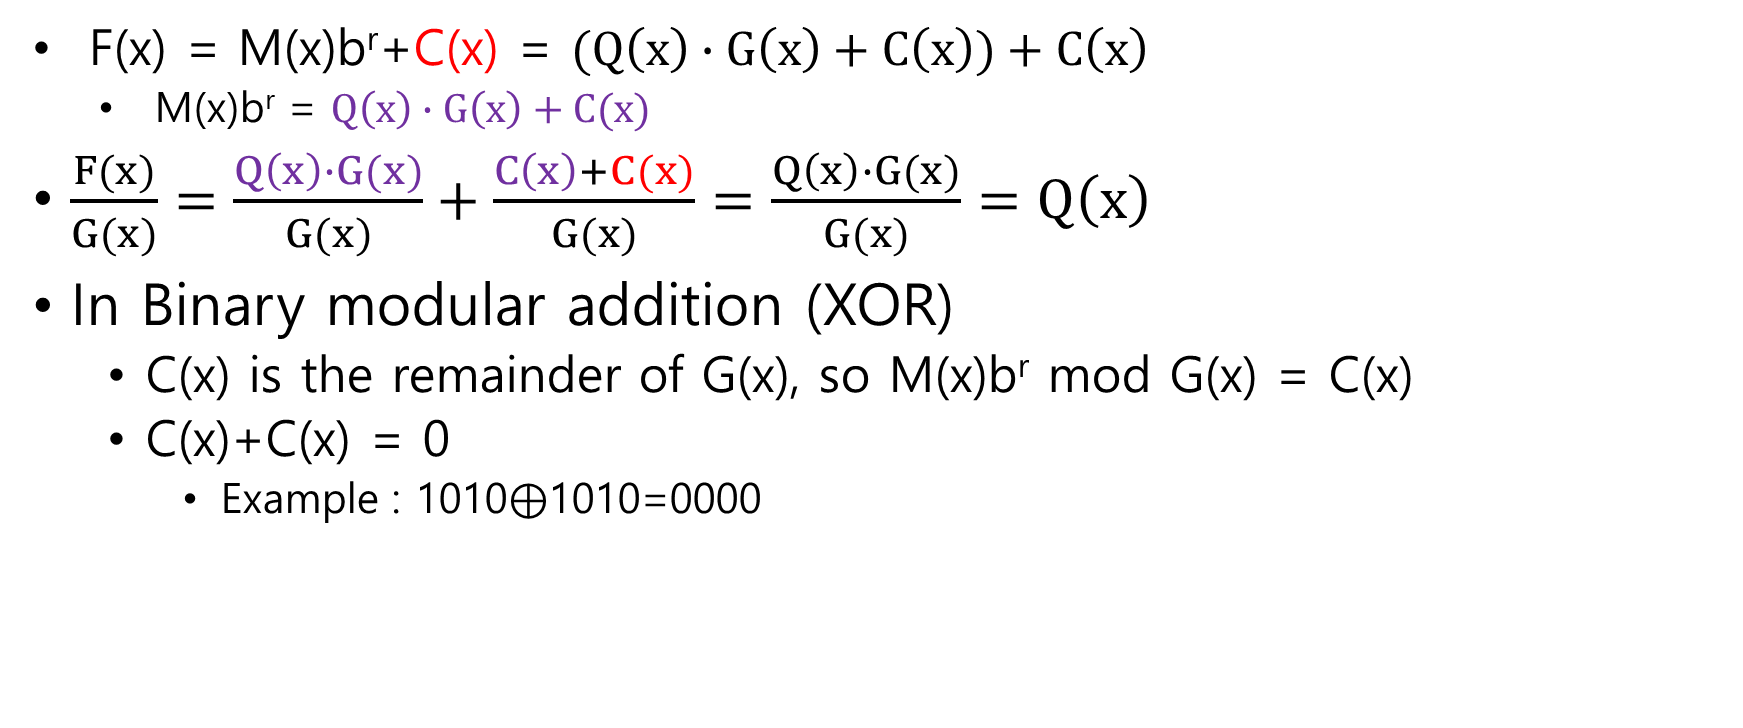 • F(x) = M(x)bʳ+C(x) = (Q(x) · G(x) + C(x)) + C(x)
• M(x)bʳ = Q(x) · G(x) + C(x)
• F(x)/G(x) = Q(x)·G(x)/G(x) + C(x)+C(x)/G(x) = Q(x)·G(x)/G(x) = Q(x)
• In Binary modular addition (XOR)
• C(x) is the remainder of G(x), so M(x)bʳ mod G(x) = C(x)
• C(x)+C(x) = 0
• Example : 1010⊕1010=0000